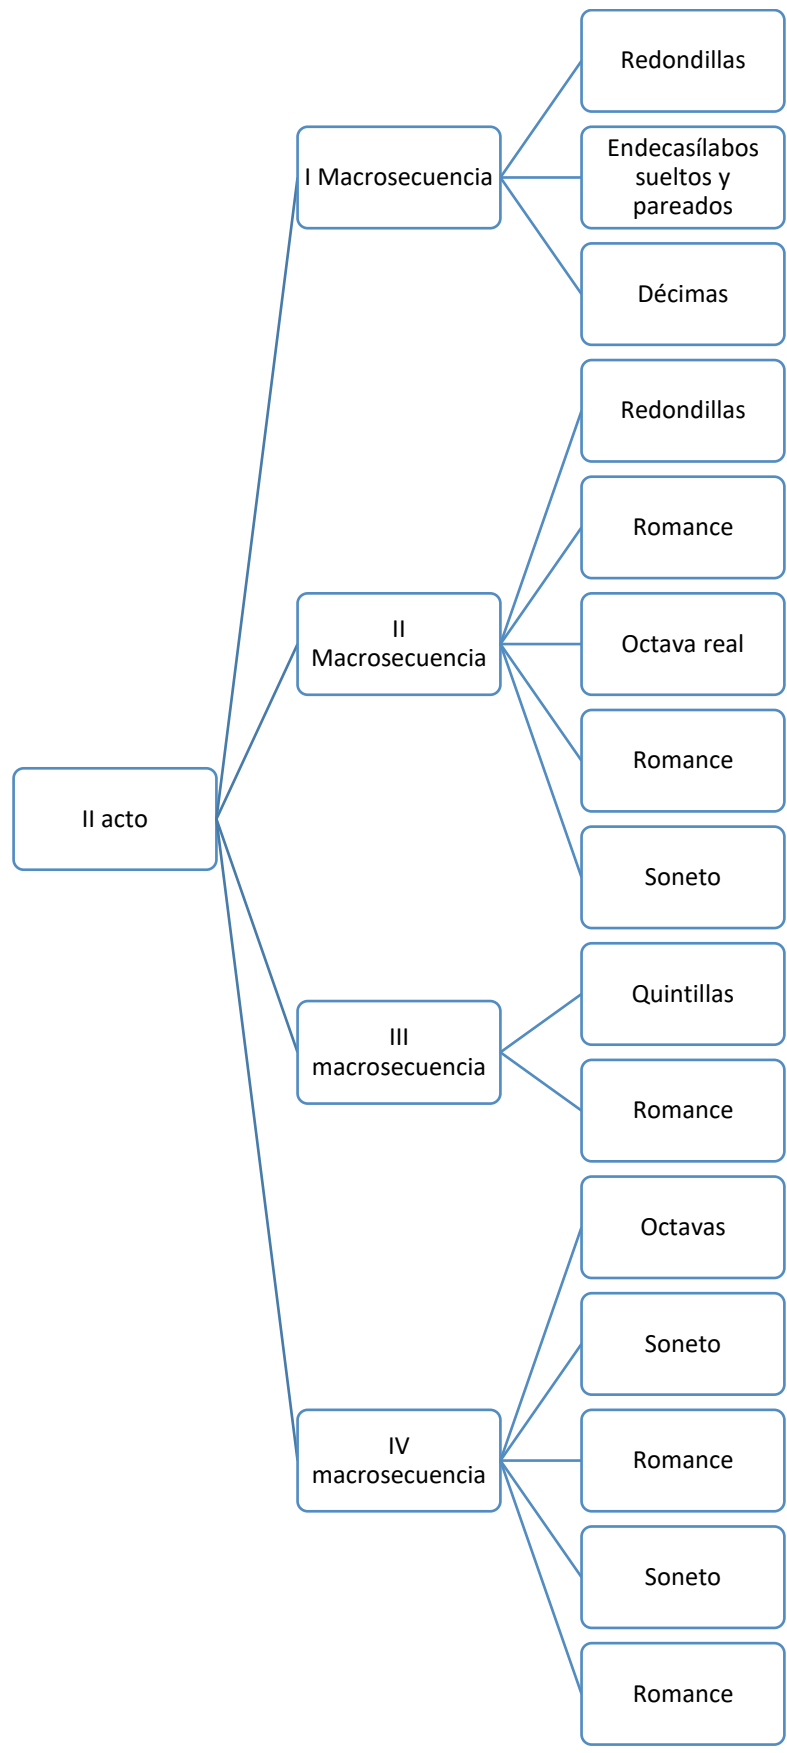 II acto
I Macrosecuencia
Redondillas
Endecasílabos
sueltos y
pareados
Décimas
II
Macrosecuencia
Redondillas
Romance
Octava real
Romance
Soneto
III
macrosecuencia
Quintillas
Romance
IV
macrosecuencia
Octavas
Soneto
Romance
Soneto
Romance